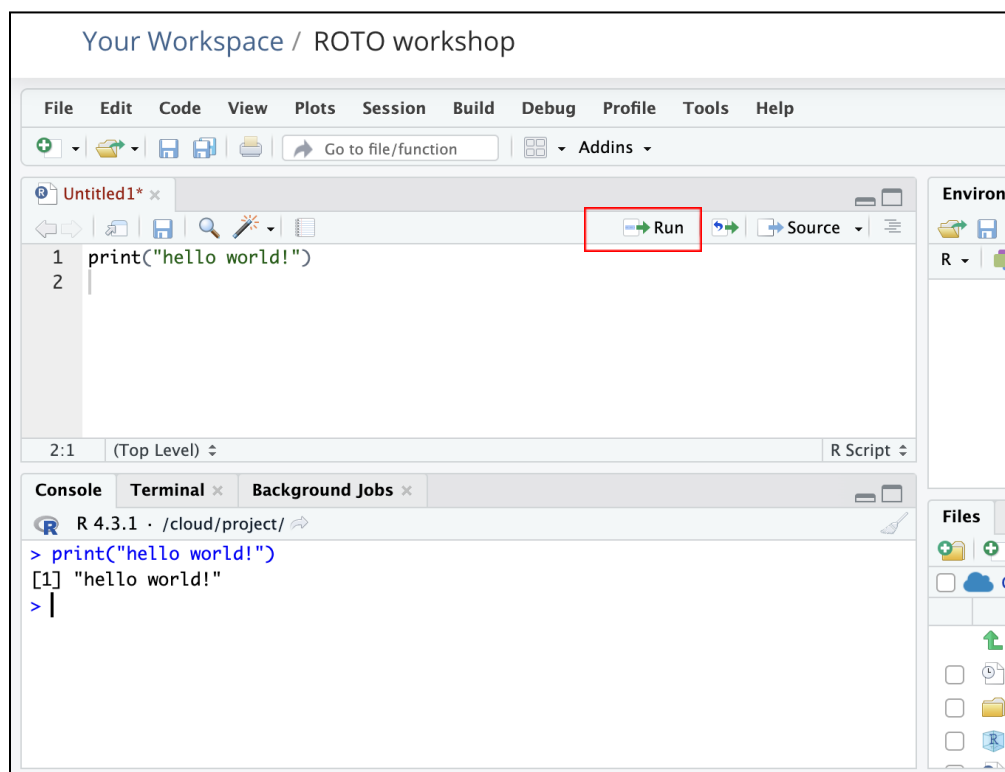 Your Workspace / ROTO workshop
File Edit Code View Plots Session Build Debug Profile Tools Help
Go to file/function Addins
Untitled1*
Run Source
1 print("hello world!")
2
2:1 (Top Level) R Script
Console Terminal Background Jobs
R 4.3.1 · /cloud/project/
> print("hello world!")
[1] "hello world!"
>
Environ
R
Files